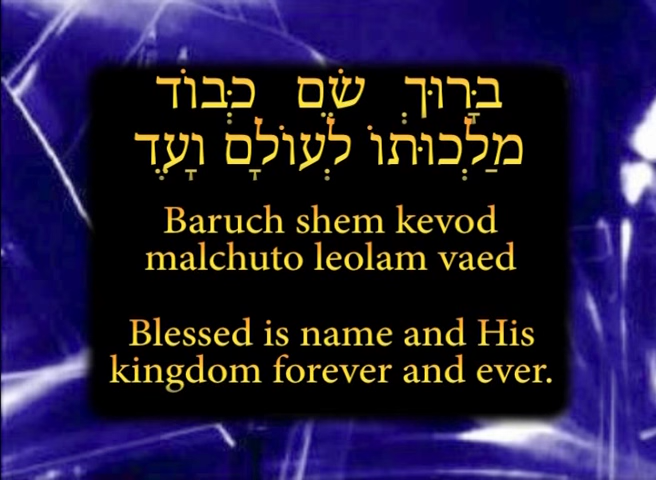 בָּרוּךְ שֵׁם כְּבוֹד
מַלְכוּתוֹ לְעוֹלָם וָעֶד
Baruch shem kevod
malchuto leolam vaed
Blessed is name and His
kingdom forever and ever.